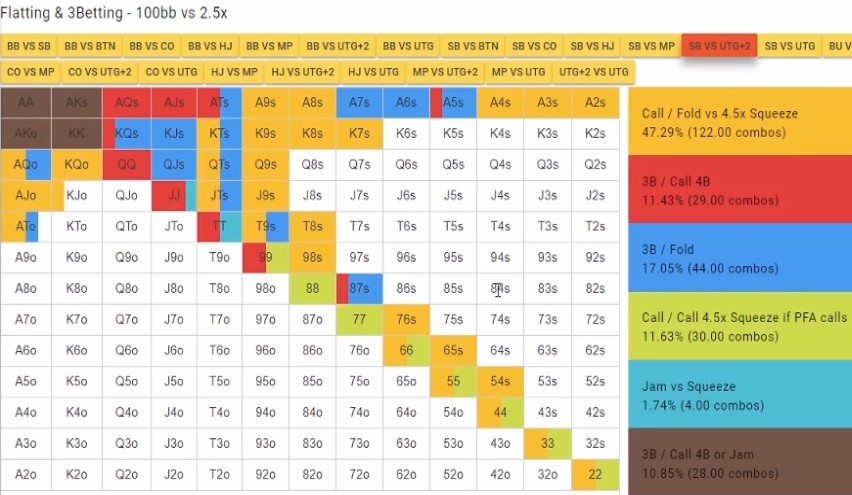 Flatting & 3Betting - 100bb vs 2.5x
BB VS SB BB VS BTN BB VS CO BB VS HJ BB VS MP BB VS UTG+2 BB VS UTG SB VS BTN SB VS CO SB VS HJ SB VS MP SB VS UTG+2 SB VS UTG BU V
CO VS MP CO VS UTG+2 CO VS UTG HJ VS MP HJ VS UTG+2 HJ VS UTG MP VS UTG+2 MP VS UTG UTG+2 VS UTG
AA AKs AQs AJs ATs A9s A8s A7s A6s A5s A4s A3s A2s
AKo KK KQs KJs KTs K9s K8s K7s K6s K5s K4s K3s K2s
AQo KQo QQ QJs QTs Q9s Q8s Q7s Q6s Q5s Q4s Q3s Q2s
AJo KJo QJo JJ JTs J9s J8s J7s J6s J5s J4s J3s J2s
ATo KTo QTo JTo TT T9s T8s T7s T6s T5s T4s T3s T2s
A9o K9o Q9o J9o T9o 99 98s 97s 96s 95s 94s 93s 92s
A8o K8o Q8o J8o T8o 98o 88 87s 86s 85s 84s 83s 82s
A7o K7o Q7o J7o T7o 97o 87o 77 76s 75s 74s 73s 72s
A6o K6o Q6o J6o T6o 96o 86o 76o 66 65s 64s 63s 62s
A5o K5o Q5o J5o T5o 95o 85o 75o 65o 55 54s 53s 52s
A4o K4o Q4o J4o T4o 94o 84o 74o 64o 54o 44 43s 42s
A3o K3o Q3o J3o T3o 93o 83o 73o 63o 53o 43o 33 32s
A2o K2o Q2o J2o T2o 92o 82o 72o 62o 52o 42o 32o 22
Call / Fold vs 4.5x Squeeze
47.29% (122.00 combos)
3B / Call 4B
11.43% (29.00 combos)
3B / Fold
17.05% (44.00 combos)
Call / Call 4.5x Squeeze if PFA calls
11.63% (30.00 combos)
Jam vs Squeeze
1.74% (4.00 combos)
3B / Call 4B or Jam
10.85% (28.00 combos)